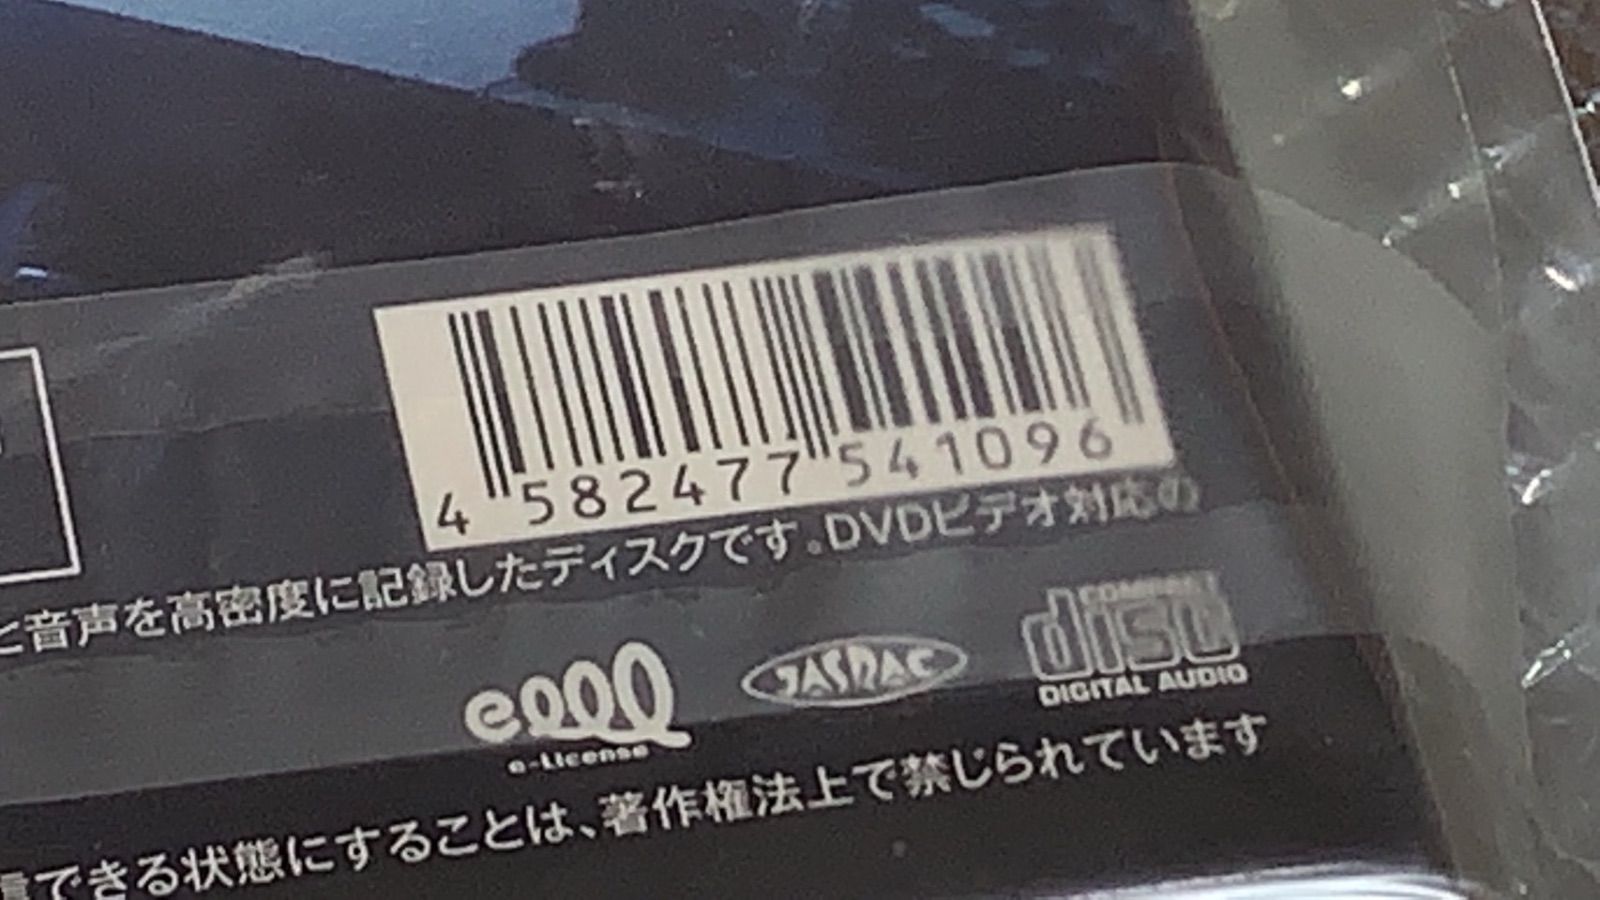 4 582477 541096
と音声を高密度に記録したディスクです。DVDビデオ対応の
e-License
JASRAC
COMPACT
disc
DIGITAL AUDIO
できる状態にすることは、著作権法上で禁じられています